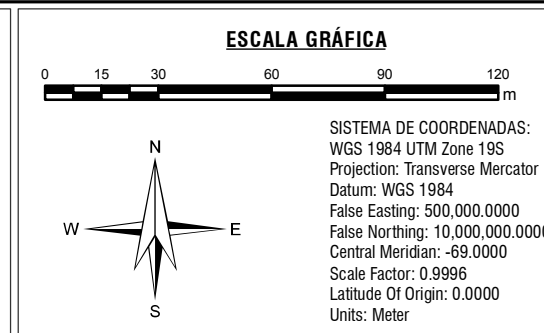 ESCALA GRÁFICA
0 15 30 60 90 120
m
N
W E
S
SISTEMA DE COORDENADAS:
WGS 1984 UTM Zone 19S
Projection: Transverse Mercator
Datum: WGS 1984
False Easting: 500,000.0000
False Northing: 10,000,000.0000
Central Meridian: -69.0000
Scale Factor: 0.9996
Latitude Of Origin: 0.0000
Units: Meter